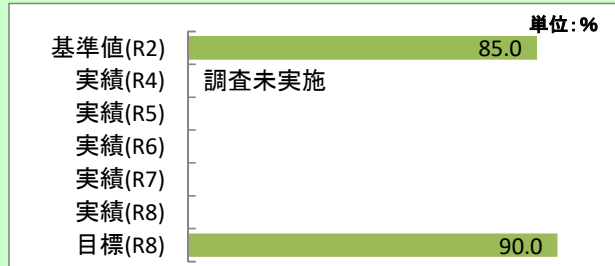 単位:%
基準値(R2) 85.0
実績(R4) 調査未実施
実績(R5)
実績(R6)
実績(R7)
実績(R8)
目標(R8) 90.0